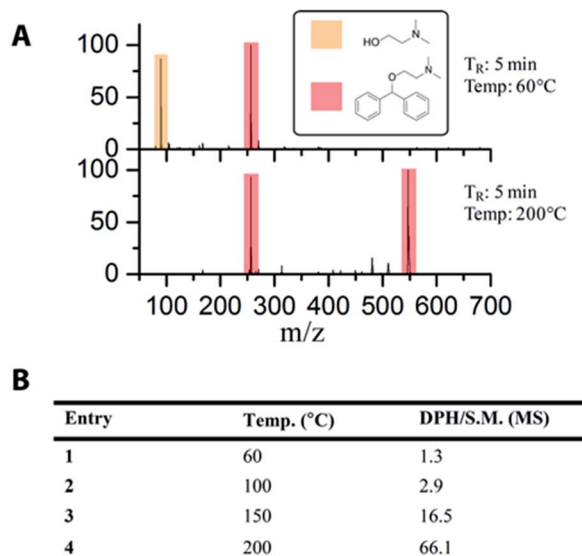 A
100
50
0
HO
N
O
N
T_R: 5 min
Temp: 60°C
100
50
0
T_R: 5 min
Temp: 200°C
100 200 300 400 500 600 700
m/z
B
Entry Temp. (°C) DPH/S.M. (MS)
1 60 1.3
2 100 2.9
3 150 16.5
4 200 66.1